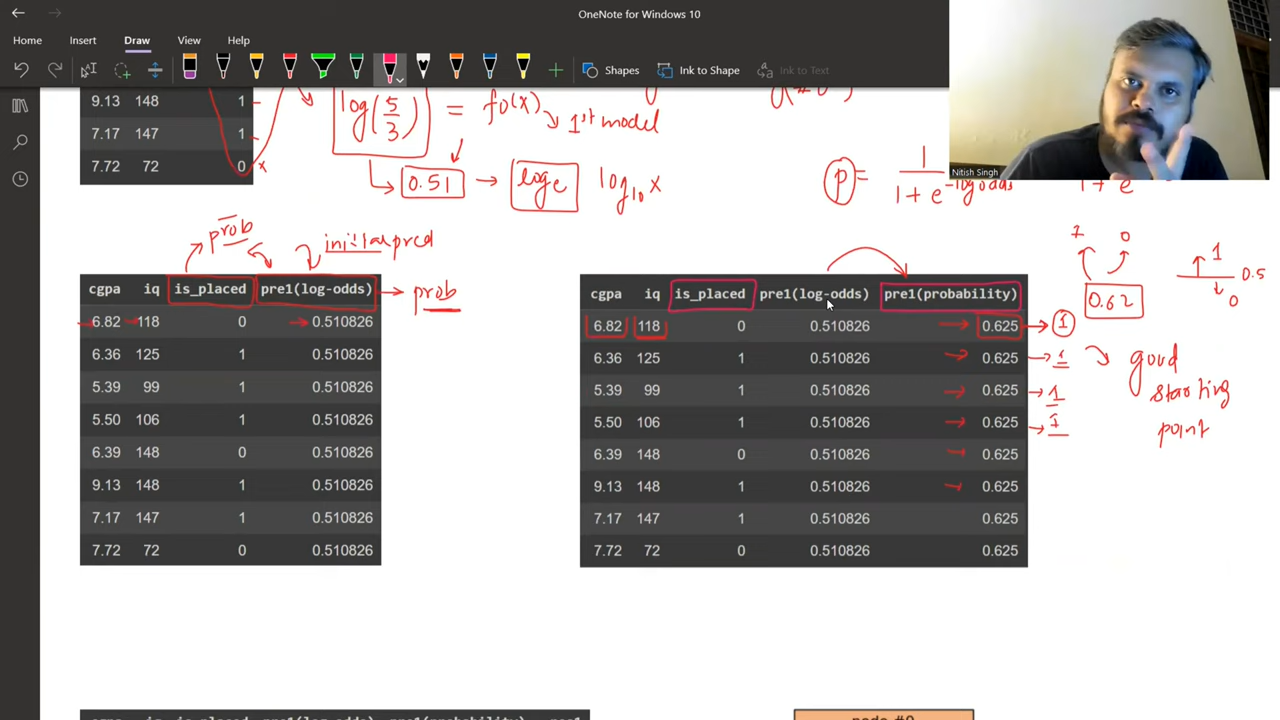 OneNote for Windows 10
Home Insert Draw View Help
Shapes Ink to Shape Ink to Text
9.13 148 1
7.17 147 1
7.72 72 0
log(5/3) = f0(x)
1st model
0.51 → loge log10 x
p = 1 / 1 + e^-log odds
1 + e
Nitish Singh
prob
initial pred
prob
cgpa iq is_placed pre1(log-odds)
6.82 118 0 0.510826
6.36 125 1 0.510826
5.39 99 1 0.510826
5.50 106 1 0.510826
6.39 148 0 0.510826
9.13 148 1 0.510826
7.17 147 1 0.510826
7.72 72 0 0.510826
cgpa iq is_placed pre1(log-odds) pre1(probability)
6.82 118 0 0.510826 0.625 → 1
6.36 125 1 0.510826 0.625 → 1
5.39 99 1 0.510826 0.625 → 1
5.50 106 1 0.510826 0.625 → 1
6.39 148 0 0.510826 0.625
9.13 148 1 0.510826 0.625
7.17 147 1 0.510826 0.625
7.72 72 0 0.510826 0.625
1 0
0.62
1
0.5
0
good
starting
point
node #0